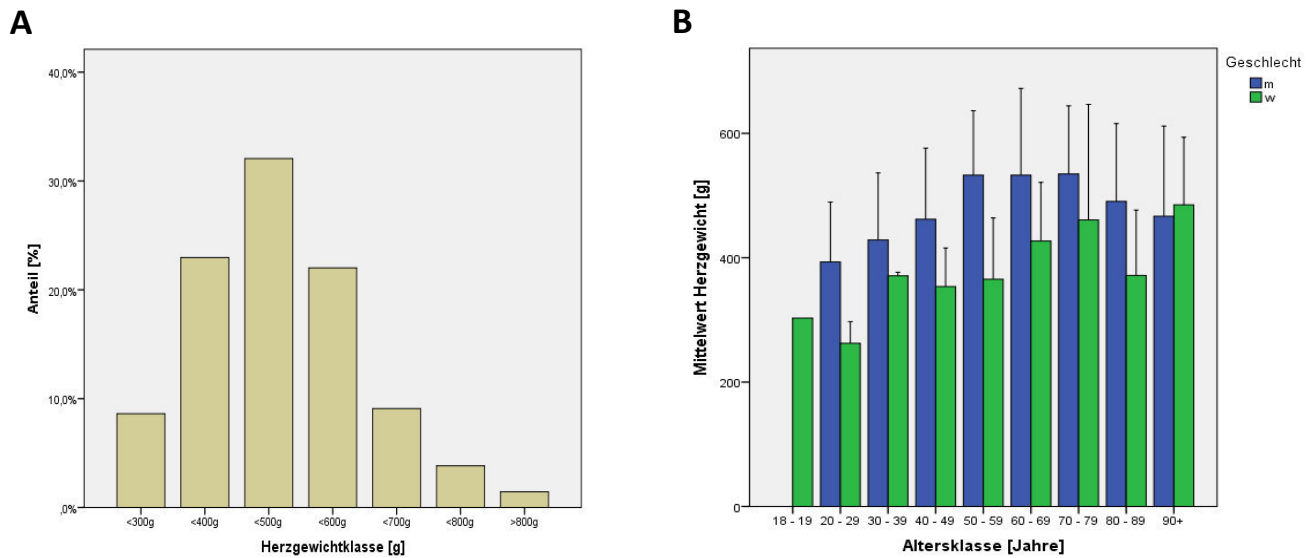 A
40,0%
30,0%
20,0%
10,0%
,0%
Anteil [%]
<300g <400g <500g <600g <700g <800g >800g
Herzgewichtklasse [g]
B
Geschlecht
m
w
600
400
200
0
Mittelwert Herzgewicht [g]
18 - 19 20 - 29 30 - 39 40 - 49 50 - 59 60 - 69 70 - 79 80 - 89 90+
Altersklasse [Jahre]